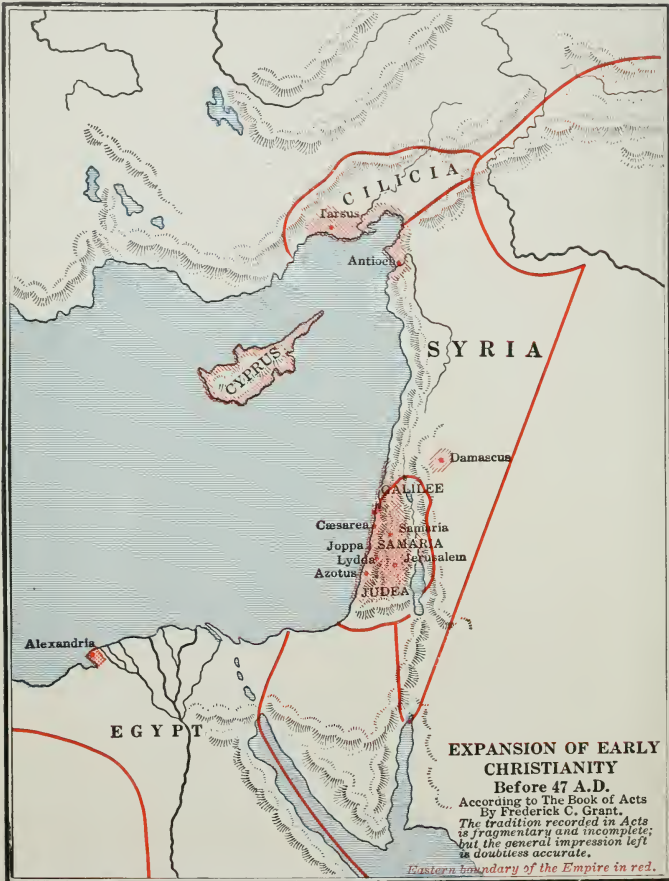 CILICIA
Tarsus
Antioch
SYRIA
CYPRUS
Damascus
GALILEE
Cæsarea
Samaria
Joppa
SAMARIA
Lydda
Jerusalem
Azotus
JUDEA
Alexandria
EGYPT
EXPANSION OF EARLY
CHRISTIANITY
Before 47 A.D.
According to The Book of Acts
By Frederick C. Grant.
The tradition recorded in Acts
is fragmentary and incomplete;
but the general impression left
is doubtless accurate.
Eastern boundary of the Empire in red.